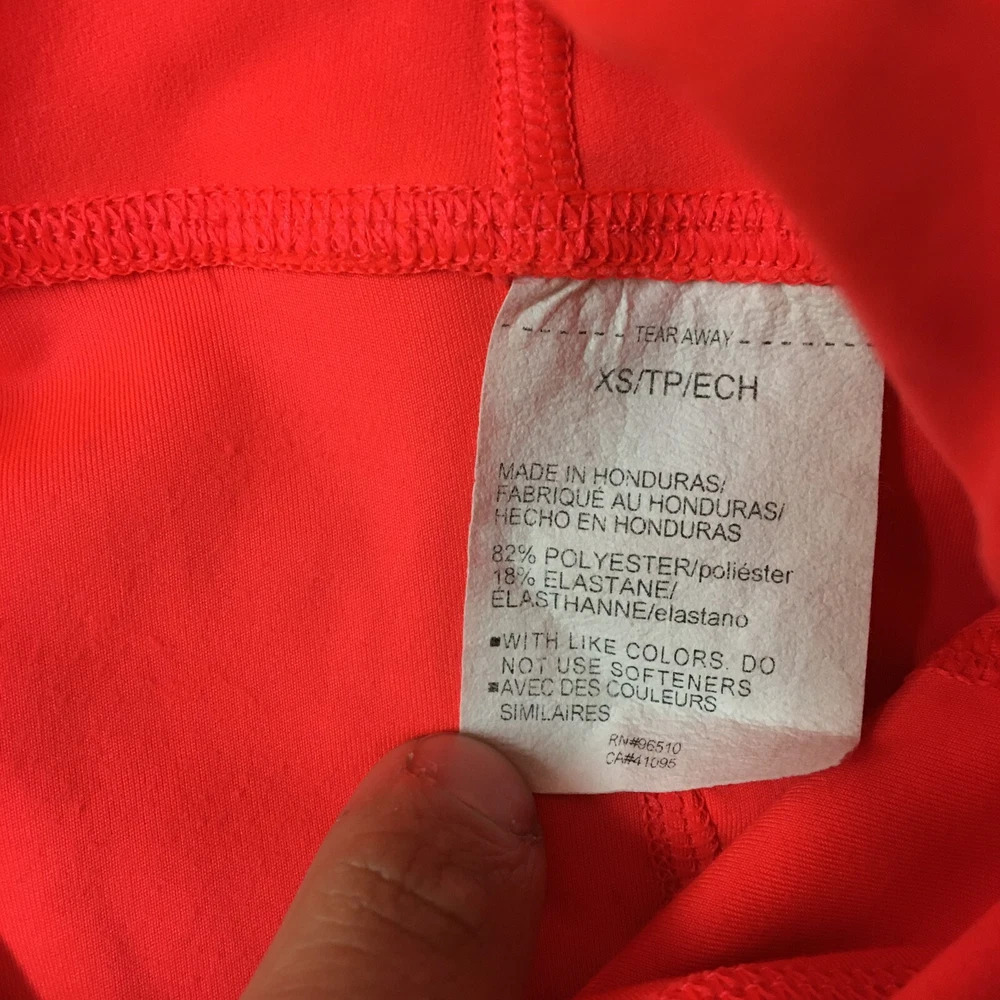 TEAR AWAY
XS/TP/ECH
MADE IN HONDURAS/
FABRIQUÉ AU HONDURAS/
HECHO EN HONDURAS
82% POLYESTER/poliéster
18% ELASTANE/
ÉLASTHANNE/elastano
▪WITH LIKE COLORS. DO
NOT USE SOFTENERS
▪AVEC DES COULEURS
SIMILAIRES
RN#96510
CA#41095